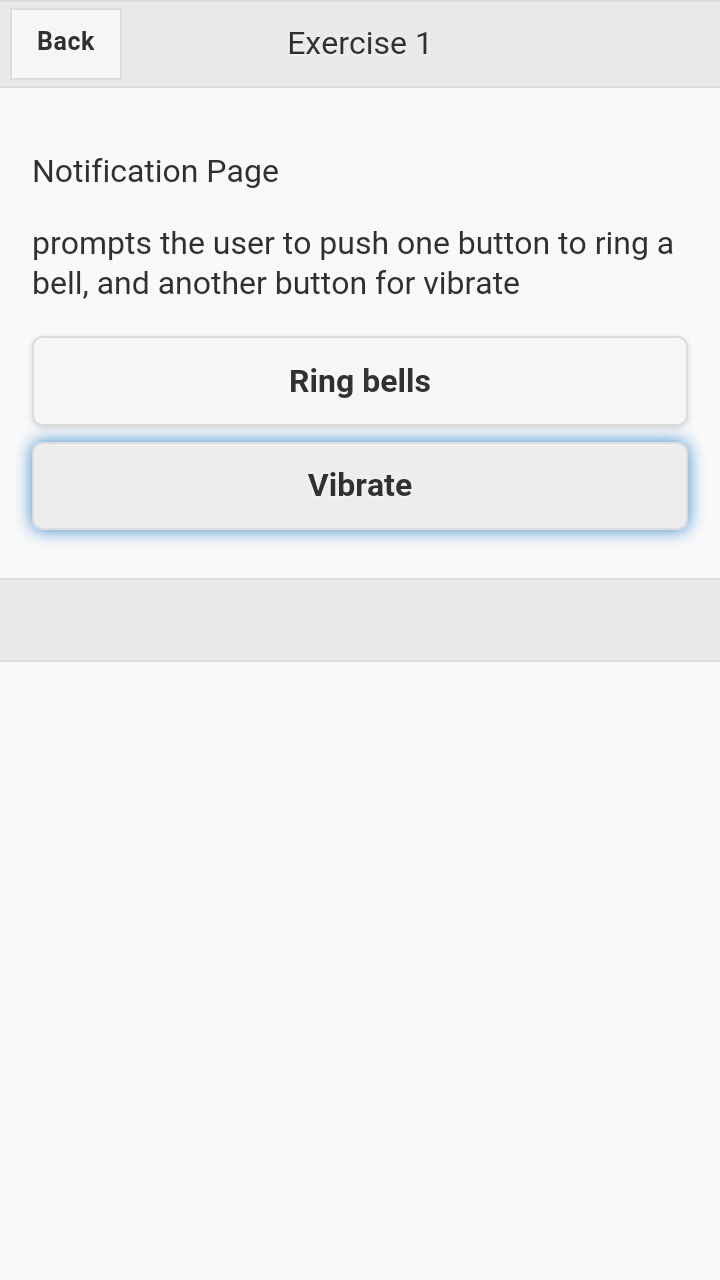 Back
Exercise 1
Notification Page
prompts the user to push one button to ring a
bell, and another button for vibrate
Ring bells
Vibrate